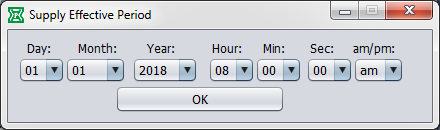 Supply Effective Period
Day: Month: Year: Hour: Min: Sec: am/pm:
01 01 2018 08 00 00 am
OK